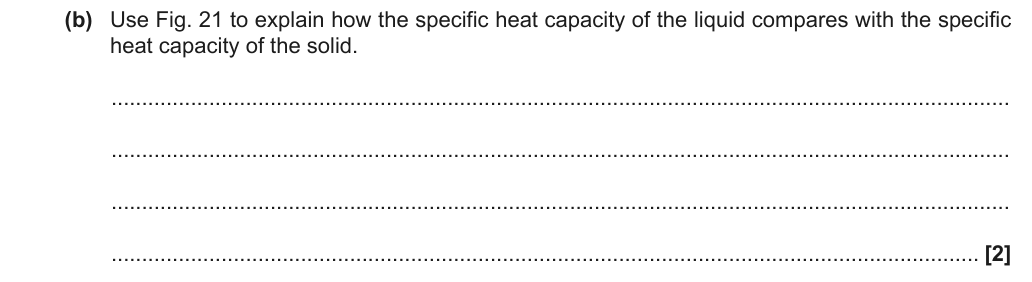 (b) Use Fig. 21 to explain how the specific heat capacity of the liquid compares with the specific
heat capacity of the solid.
[2]